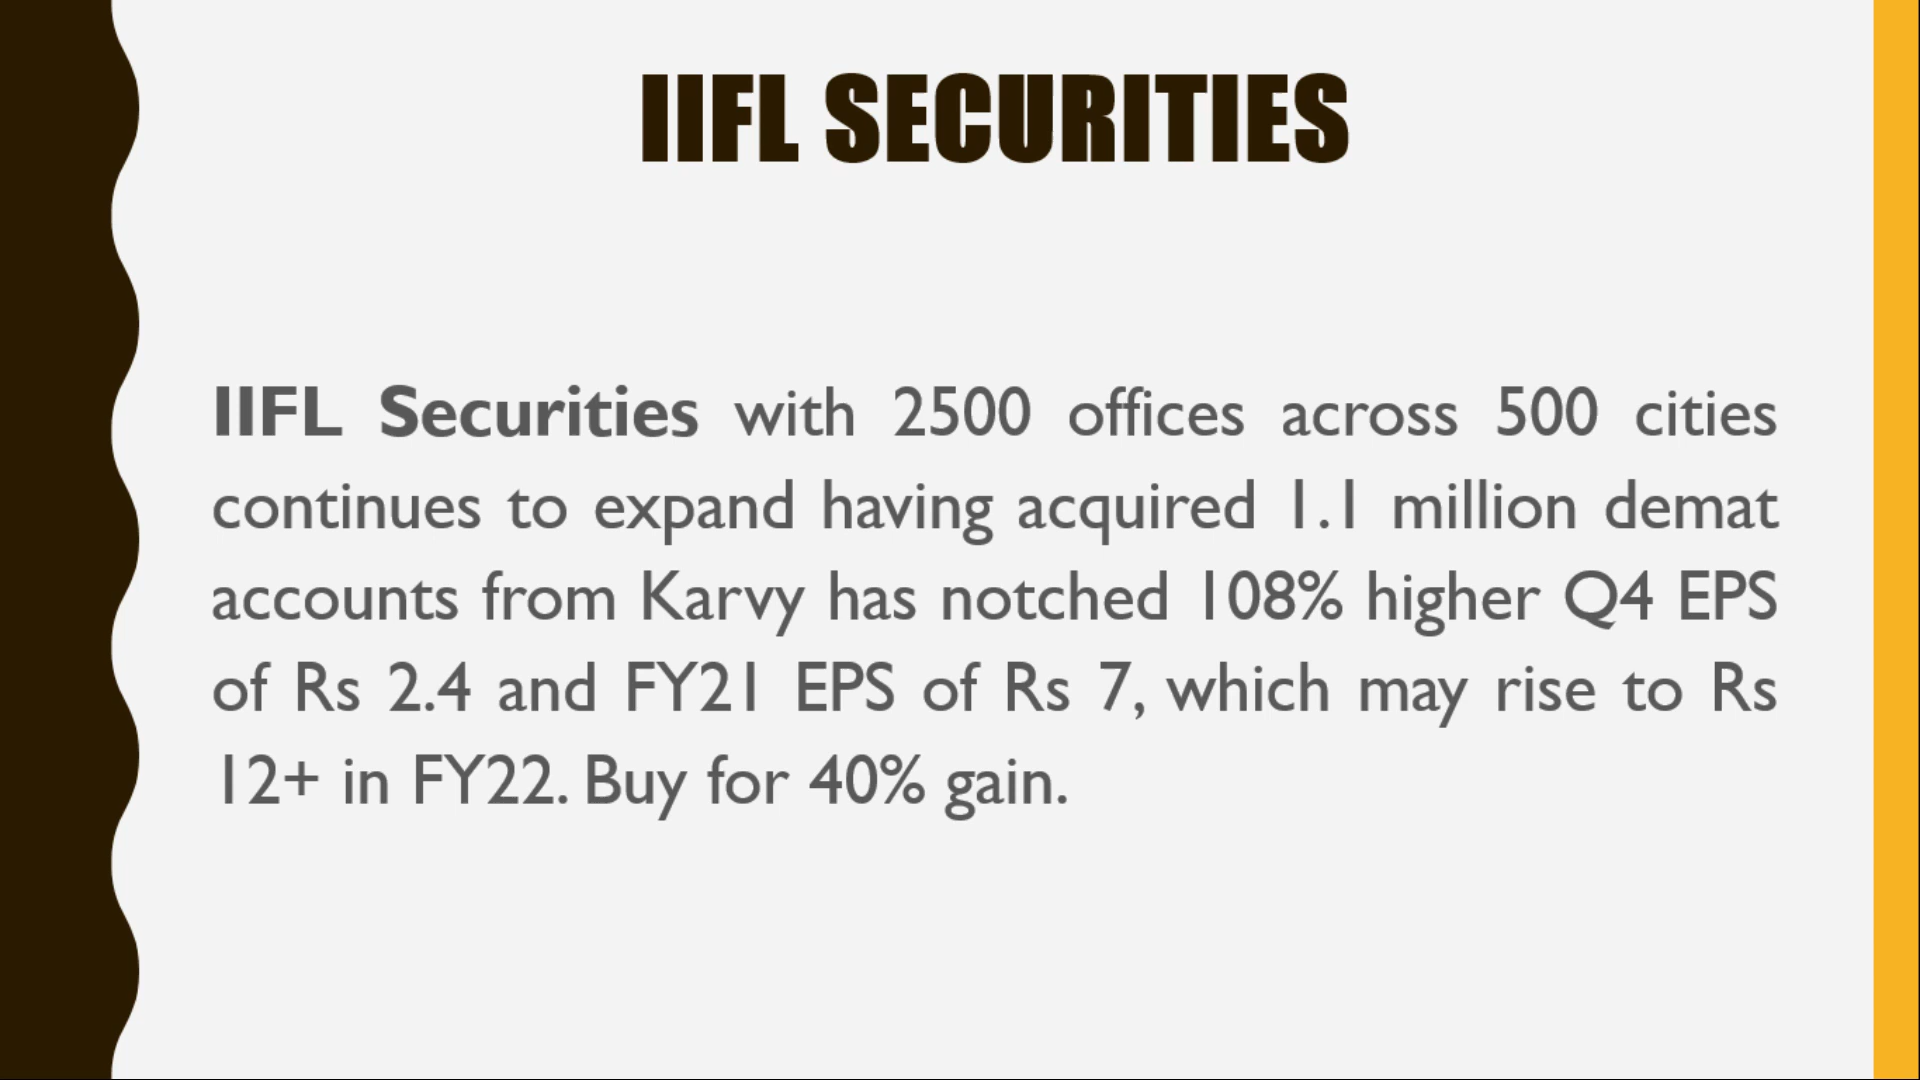 IIFL SECURITIES
IIFL Securities with 2500 offices across 500 cities
continues to expand having acquired 1.1 million demat
accounts from Karvy has notched 108% higher Q4 EPS
of Rs 2.4 and FY21 EPS of Rs 7, which may rise to Rs
12+ in FY22. Buy for 40% gain.